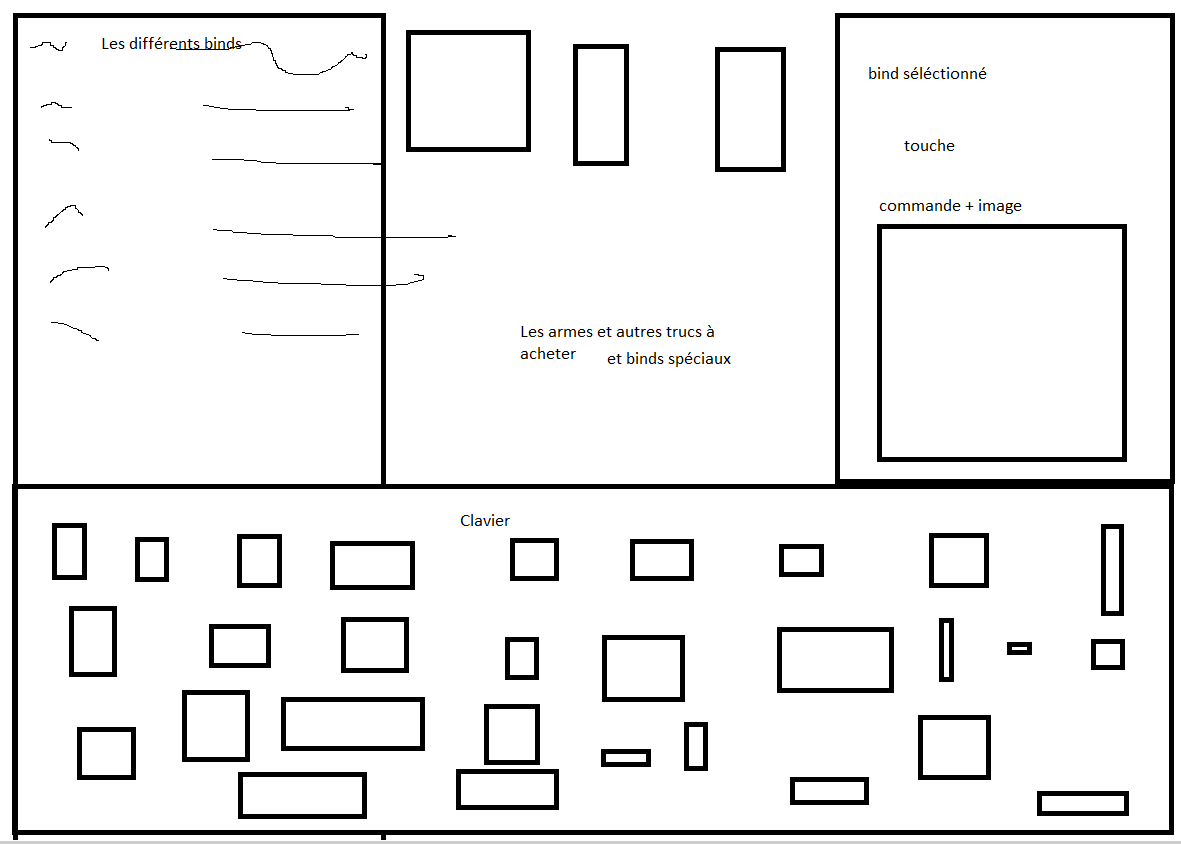 Les différents binds
Les armes et autres trucs à
acheter
et binds spéciaux
bind séléctionné
touche
commande + image
Clavier